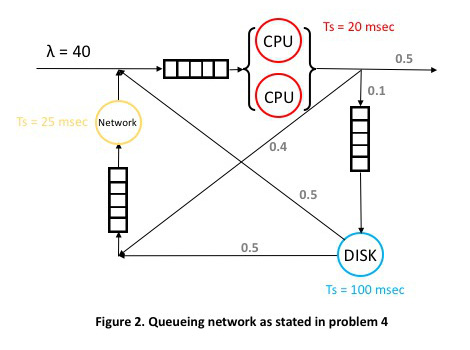 Ts = 20 msec
λ = 40
CPU
0.5
CPU
0.1
Ts = 25 msec
Network
0.4
0.5
0.5
DISK
Ts = 100 msec
Figure 2. Queueing network as stated in problem 4